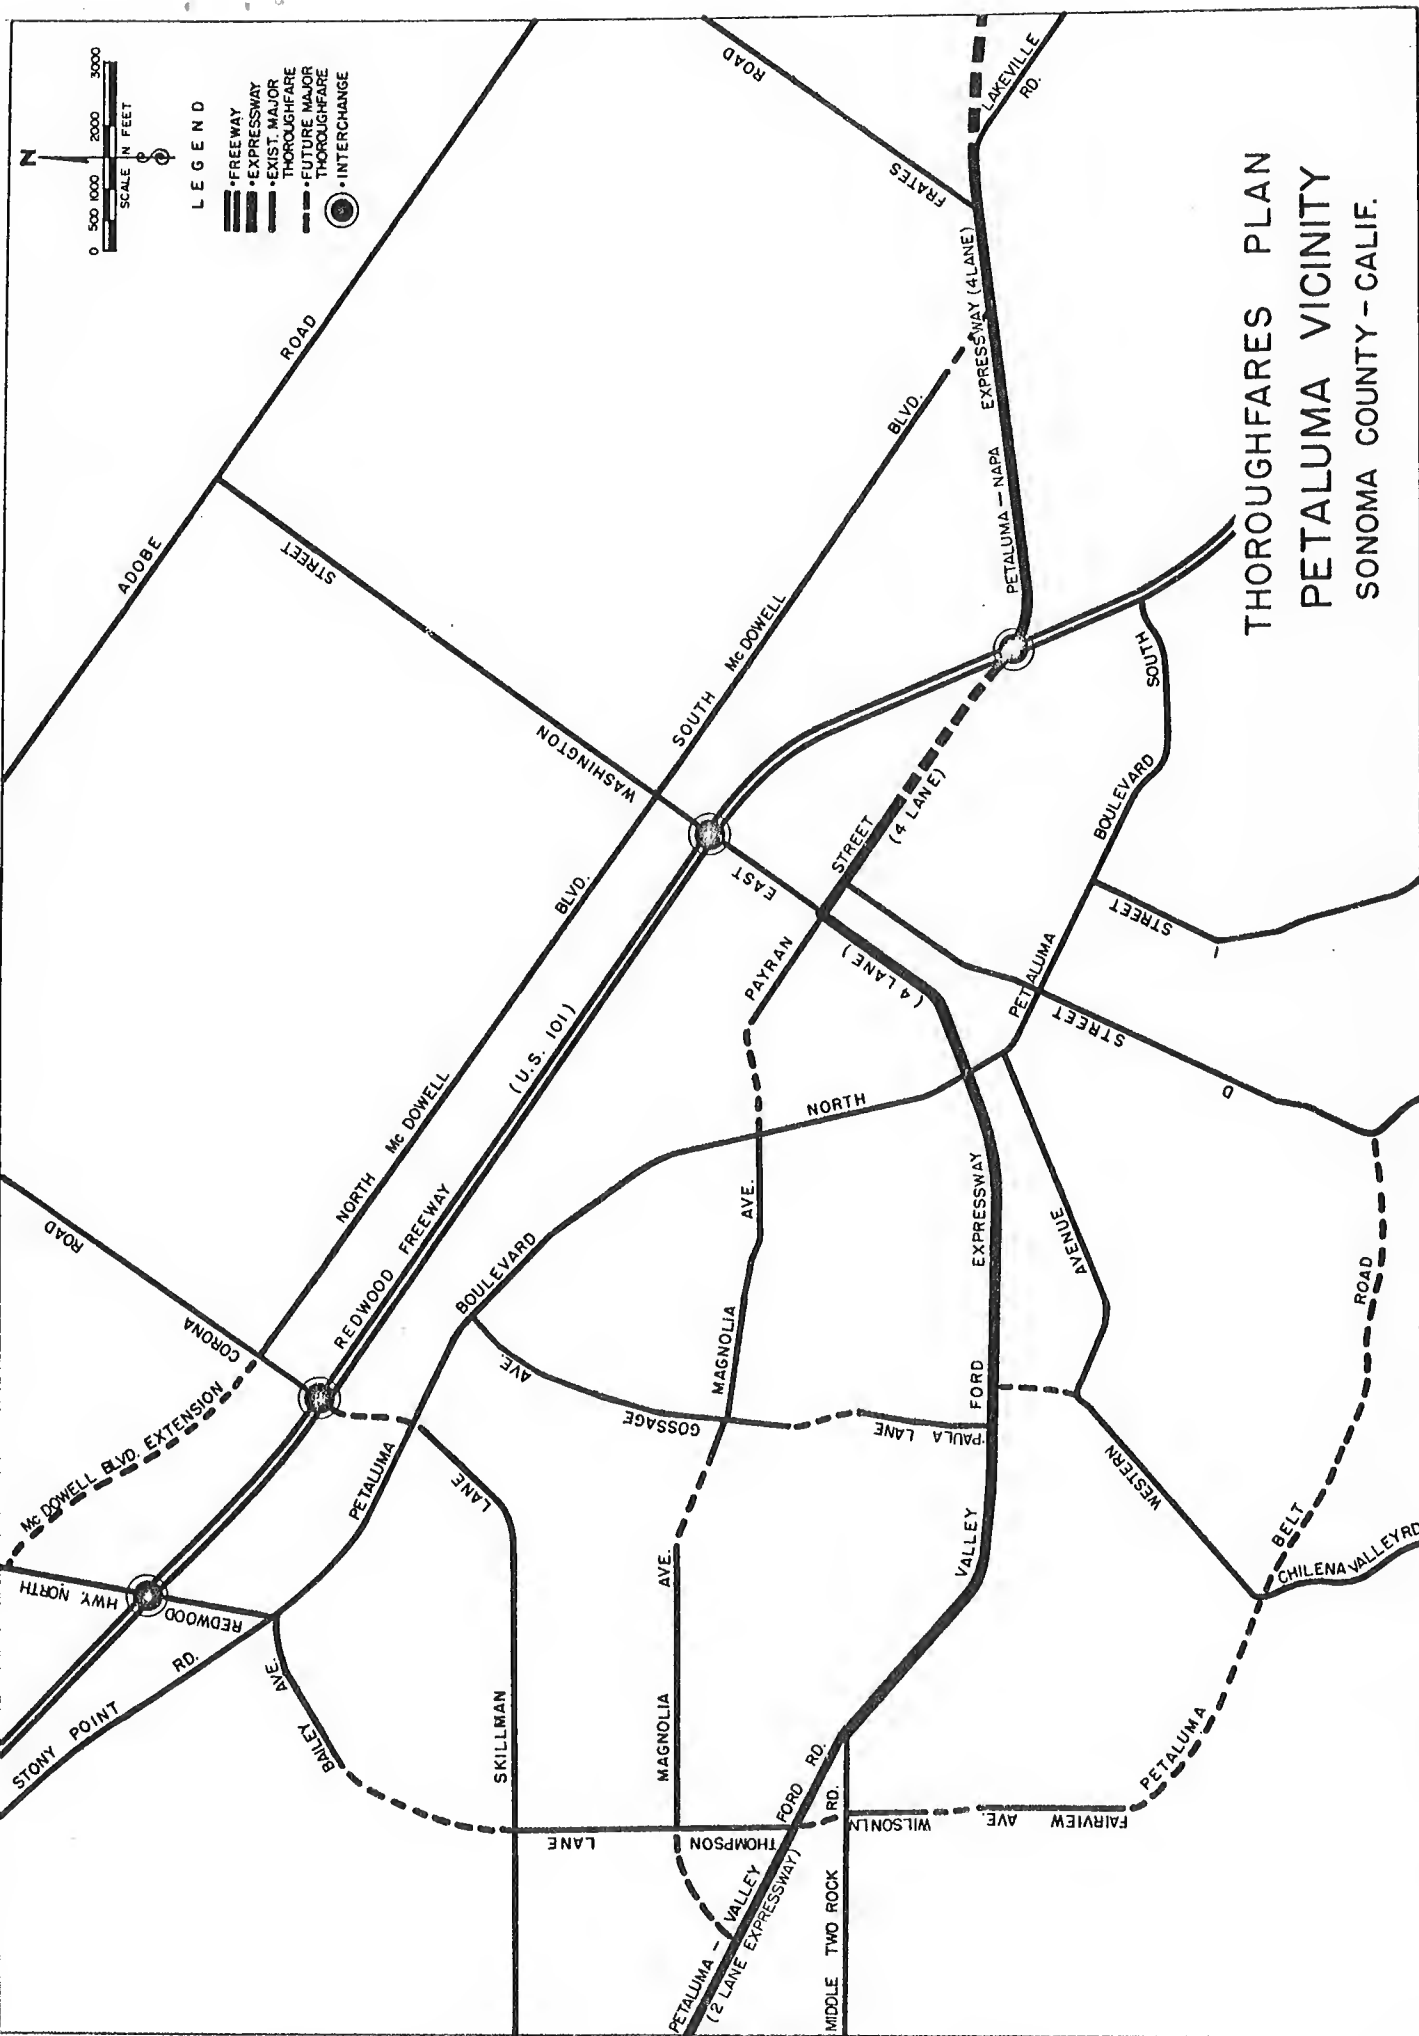 N
0 500 1000 2000 3000
SCALE IN FEET
LEGEND
• FREEWAY
• EXPRESSWAY
• EXIST. MAJOR
THOROUGHFARE
• FUTURE MAJOR
THOROUGHFARE
• INTERCHANGE
THOROUGHFARES PLAN
PETALUMA VICINITY
SONOMA COUNTY - CALIF.
STONY POINT RD.
HWY. NORTH
REDWOOD
McDOWELL BLVD. EXTENSION
CORONA
ROAD
REDWOOD FREEWAY
(U.S. 101)
NORTH McDOWELL BLVD.
SOUTH McDOWELL BLVD.
ADOBE ROAD
WASHINGTON
STREET
EAST
(4 LANE)
FRATES
ROAD
LAKEVILLE
RD.
PETALUMA - NAPA EXPRESSWAY (4 LANE)
PAYRAN STREET
(4 LANE)
PETALUMA BOULEVARD
NORTH
PETALUMA BOULEVARD SOUTH
I
STREET
D
STREET
BAILEY AVE.
SKILLMAN
LANE
GOSSAGE
AVE.
MAGNOLIA AVE.
MAGNOLIA AVE.
PAULA LANE
THOMPSON
LANE
PETALUMA - VALLEY FORD RD.
(2 LANE EXPRESSWAY)
VALLEY FORD EXPRESSWAY
MIDDLE TWO ROCK RD.
WILSON LN
FAIRVIEW AVE
WESTERN
AVENUE
PETALUMA BELT ROAD
CHILENA VALLEY RD